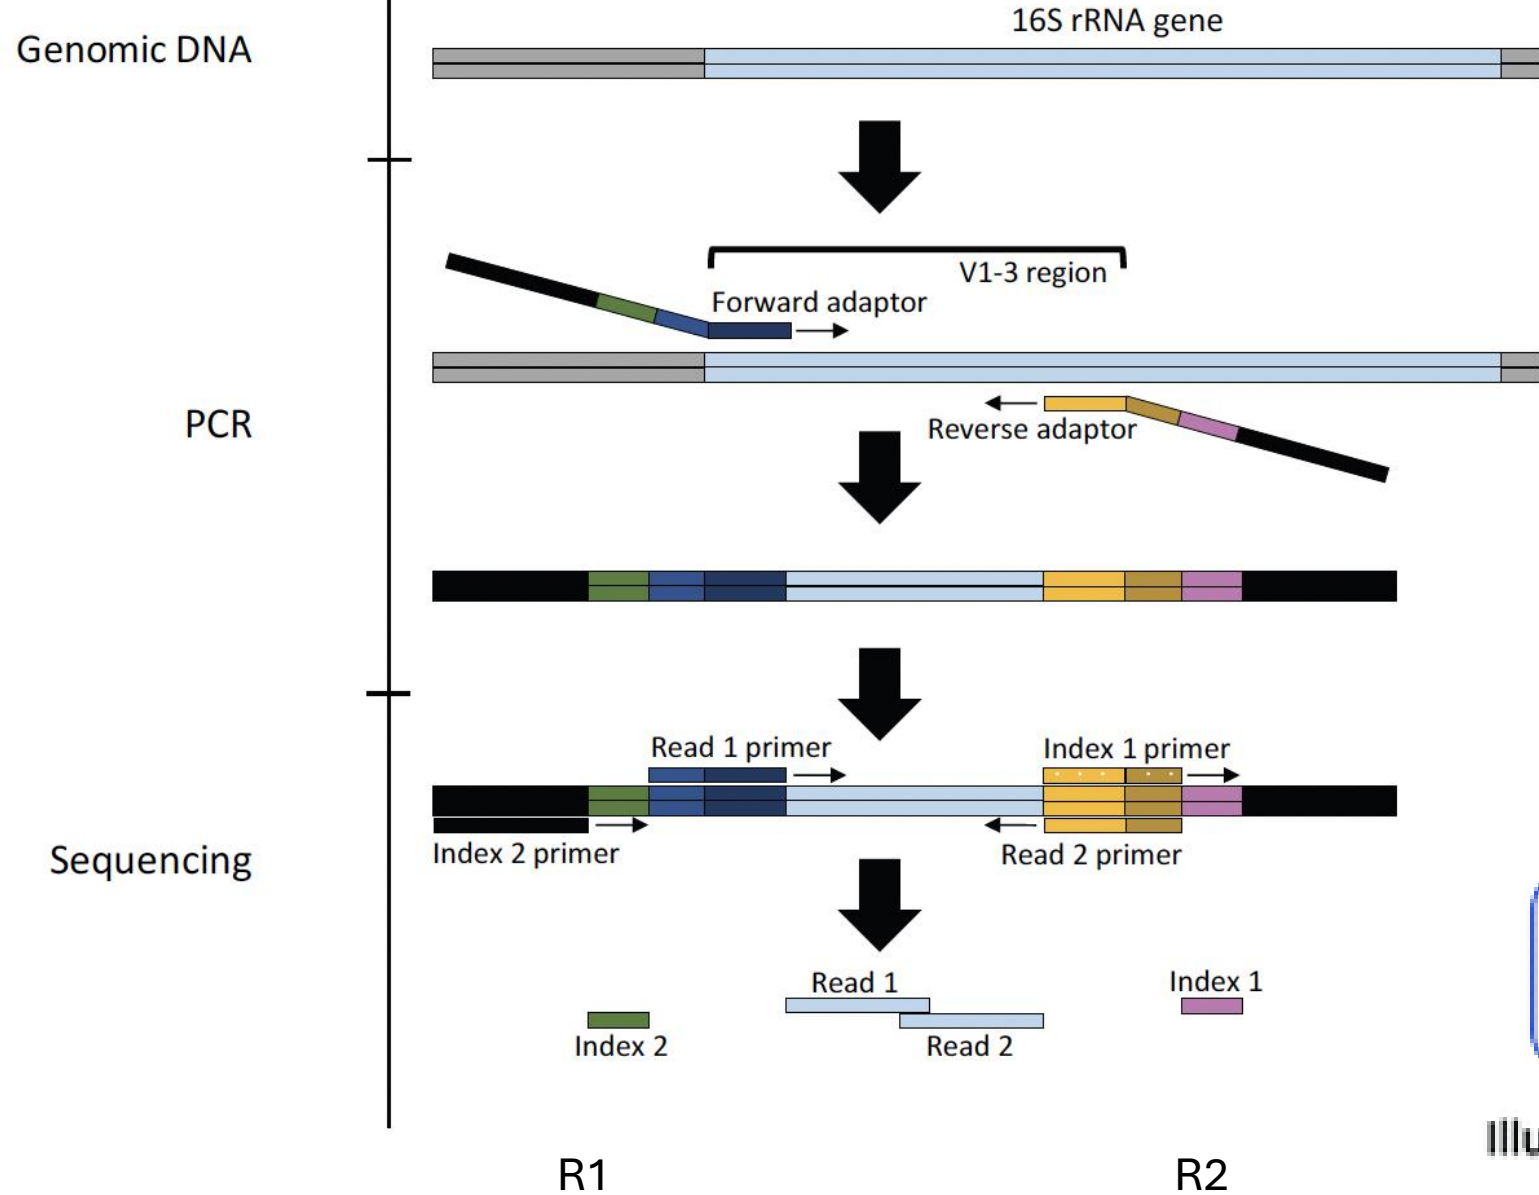 16S rRNA gene
Genomic DNA
V1-3 region
Forward adaptor
PCR
Reverse adaptor
Read 1 primer
Index 1 primer
Index 2 primer
Read 2 primer
Sequencing
Read 1
Index 1
Index 2
Read 2
R1
R2